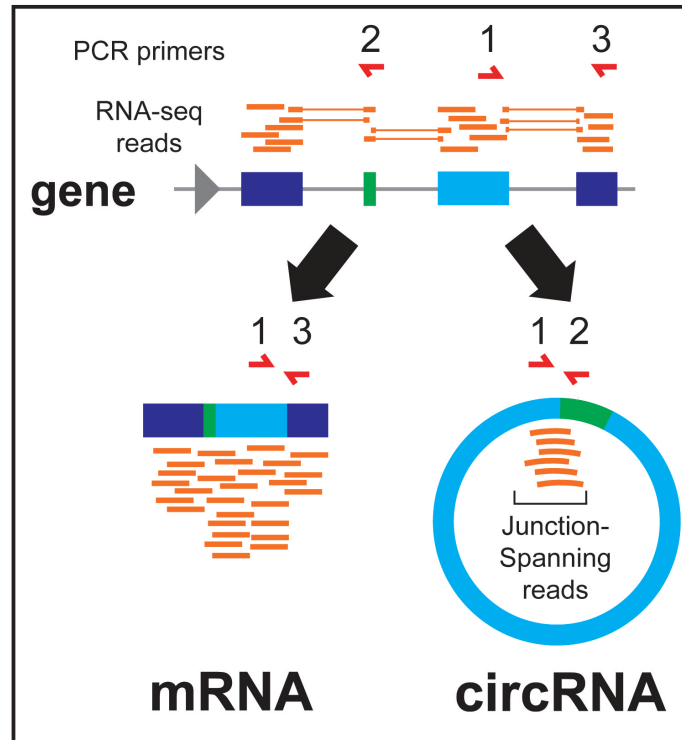 PCR primers
2 1 3
RNA-seq
reads
gene
1 3
1 2
Junction-
Spanning
reads
mRNA
circRNA